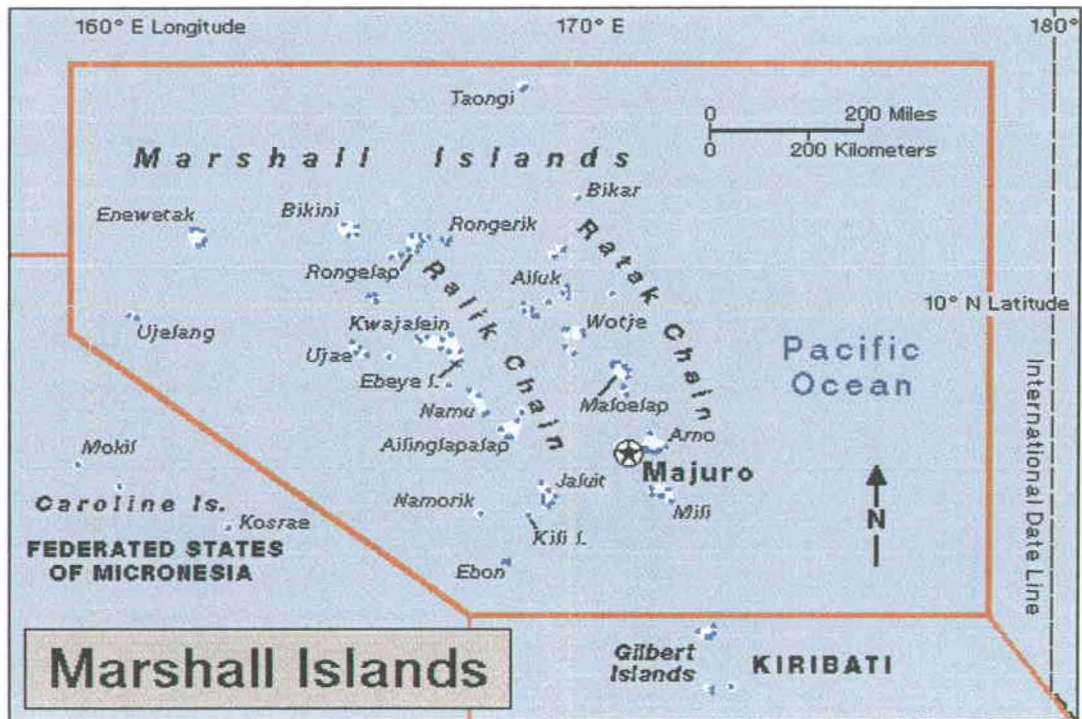 160° E Longitude
170° E
180°
Taongi
0 200 Miles
0 200 Kilometers
Marshall Islands
Bikar
Enewetak
Bikini
Rongerik
Rongelap
Ailuk
Ratak Chain
Ralik Chain
10° N Latitude
Ujelang
Kwajalein
Wotje
Ujae
Ebeye I.
Pacific
Ocean
Namu
Maloelap
Ailinglapalap
Arno
Majuro
Mokil
Jaluit
Namorik
Mili
Caroline Is.
Kosrae
Kili I.
N
FEDERATED STATES
OF MICRONESIA
Ebon
International Date Line
Marshall Islands
Gilbert
Islands
KIRIBATI